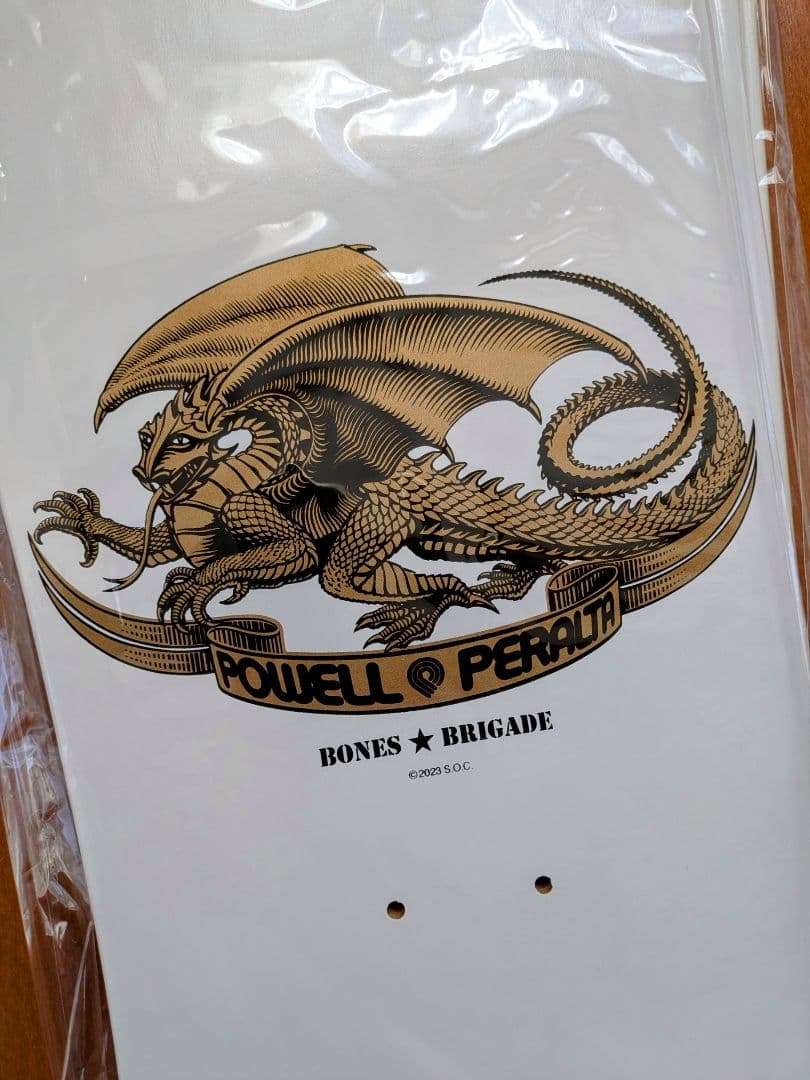 POWELL PERALTA
BONES ★ BRIGADE
©2023 S.O.C.